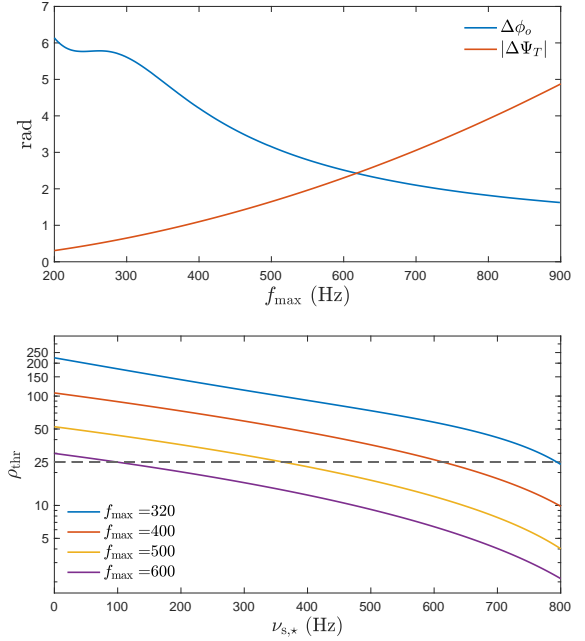 7
6
5
4
3
2
1
0
rad
Δϕ_o
|ΔΨ_T|
200 300 400 500 600 700 800 900
f_max (Hz)
250
200
150
100
50
25
10
5
ρ_thr
f_max =320
f_max =400
f_max =500
f_max =600
0 100 200 300 400 500 600 700 800
ν_s,⋆ (Hz)